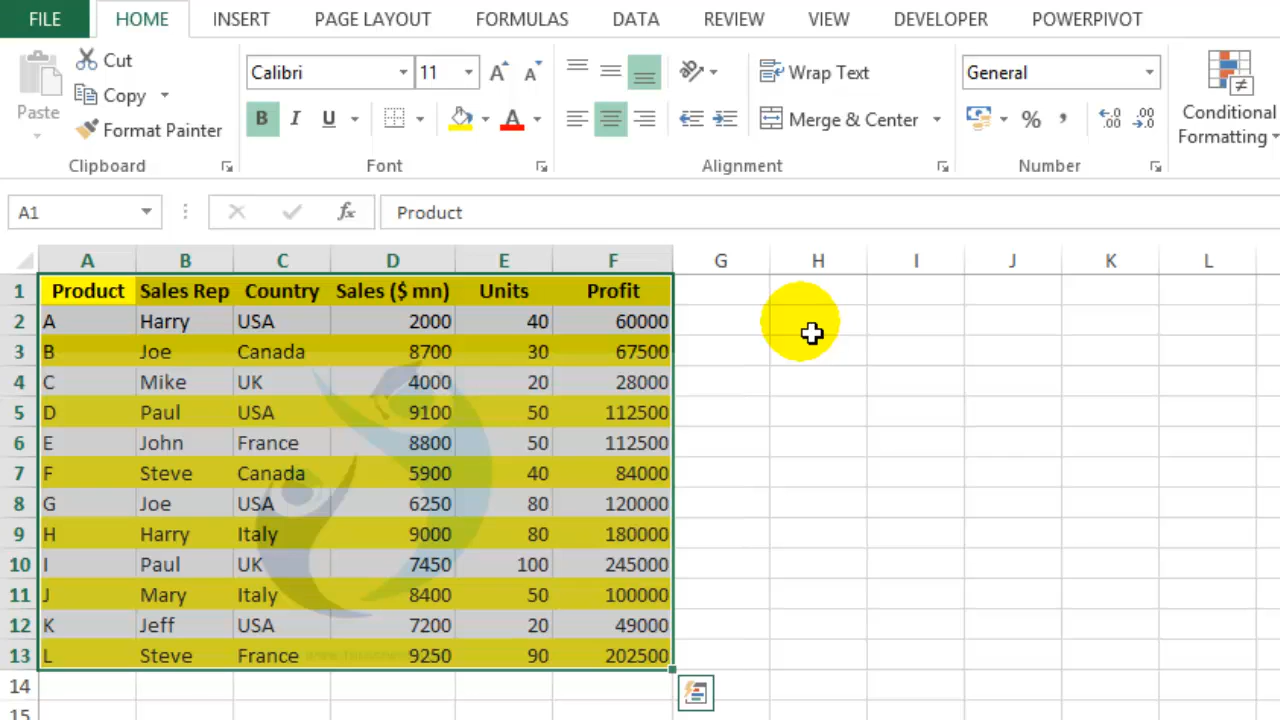 FILE HOME INSERT PAGE LAYOUT FORMULAS DATA REVIEW VIEW DEVELOPER POWERPIVOT
Cut
Copy
Format Painter
Paste
Clipboard
Calibri 11
B I U A
Font
Wrap Text
Merge & Center
Alignment
General
% ,
Number
Conditional
Formatting
A1 fx Product
A B C D E F G H I J K L
1 Product Sales Rep Country Sales ($ mn) Units Profit
2 A Harry USA 2000 40 60000
3 B Joe Canada 8700 30 67500
4 C Mike UK 4000 20 28000
5 D Paul USA 9100 50 112500
6 E John France 8800 50 112500
7 F Steve Canada 5900 40 84000
8 G Joe USA 6250 80 120000
9 H Harry Italy 9000 80 180000
10 I Paul UK 7450 100 245000
11 J Mary Italy 8400 50 100000
12 K Jeff USA 7200 20 49000
13 L Steve France 9250 90 202500
14
15